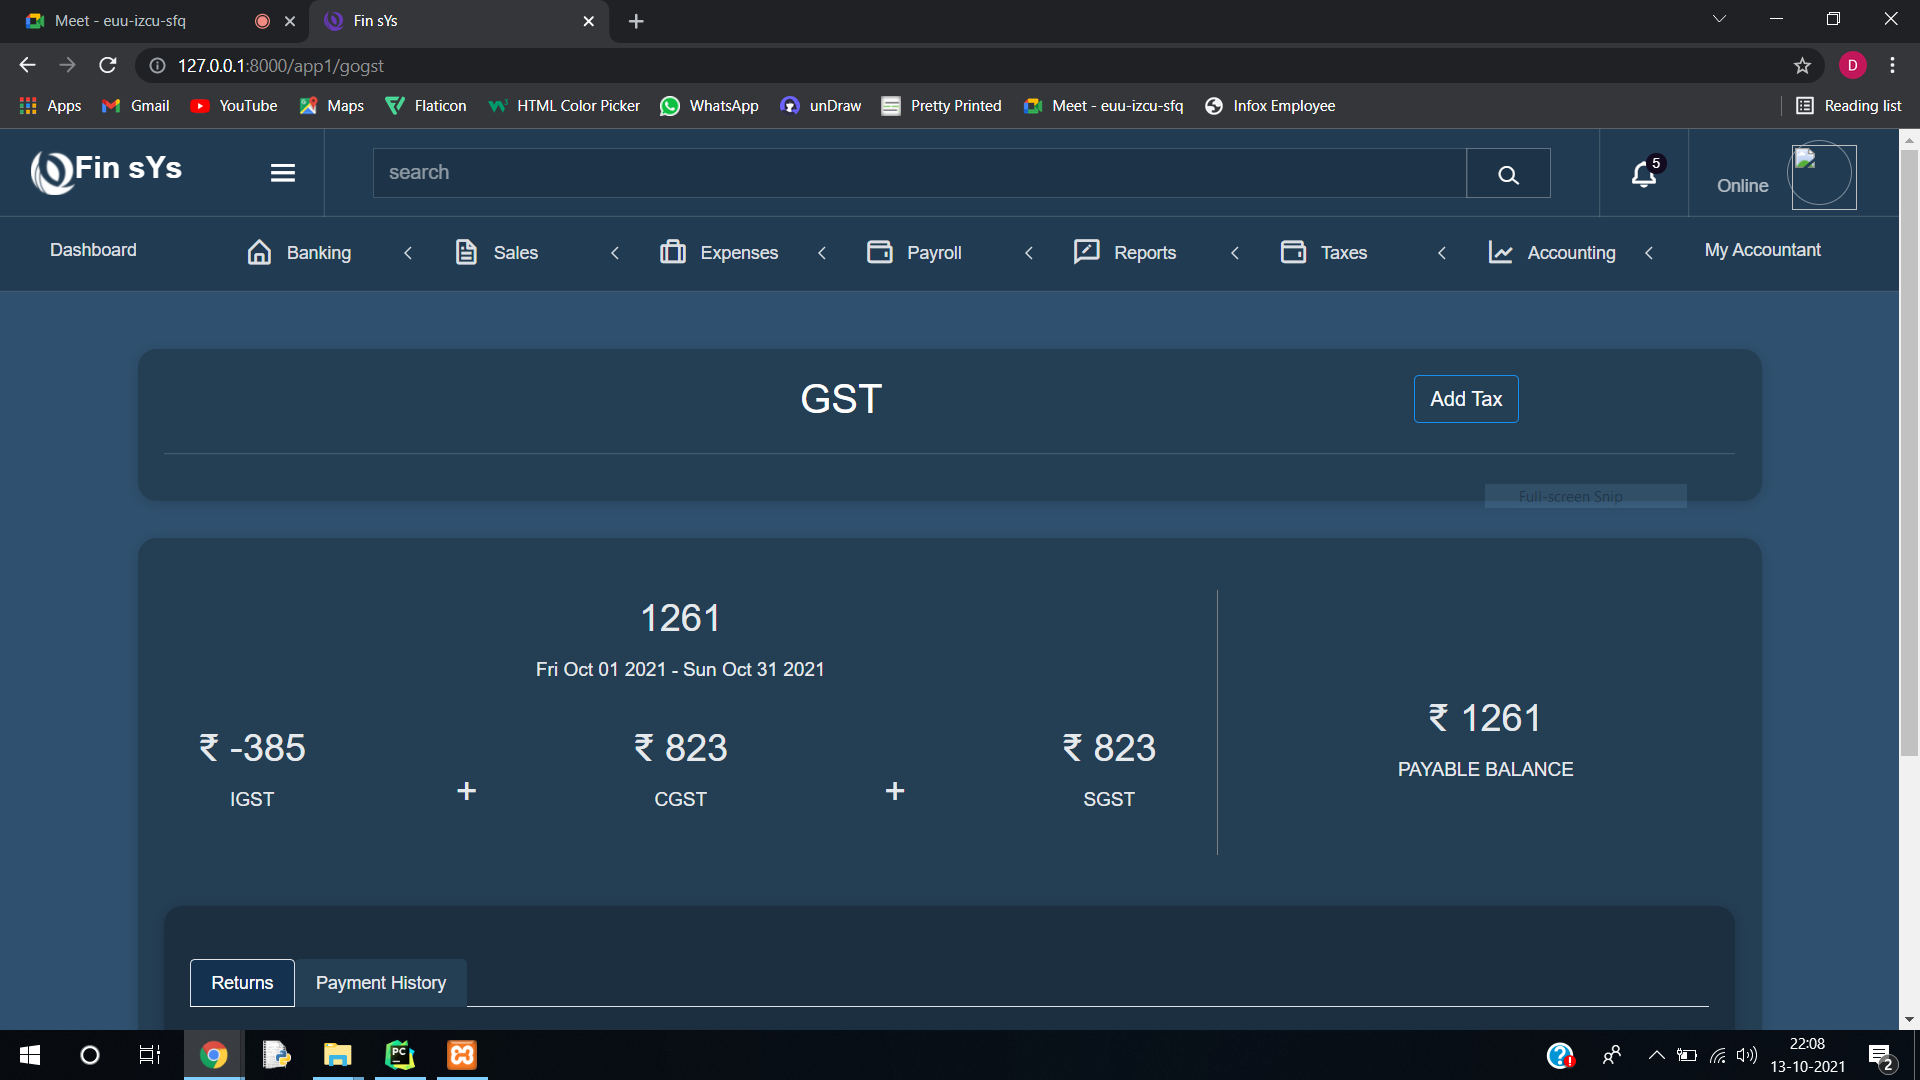 Meet - euu-izcu-sfq
Fin sYs
127.0.0.1:8000/app1/gogst
D
Apps
Gmail
YouTube
Maps
Flaticon
HTML Color Picker
WhatsApp
unDraw
Pretty Printed
Meet - euu-izcu-sfq
Infox Employee
Reading list
Fin sYs
search
5
Online
Dashboard
Banking
Sales
Expenses
Payroll
Reports
Taxes
Accounting
My Accountant
GST
Add Tax
Full-screen Snip
1261
Fri Oct 01 2021 - Sun Oct 31 2021
₹ -385
IGST
+
₹ 823
CGST
+
₹ 823
SGST
₹ 1261
PAYABLE BALANCE
Returns
Payment History
PC
22:08
13-10-2021
2